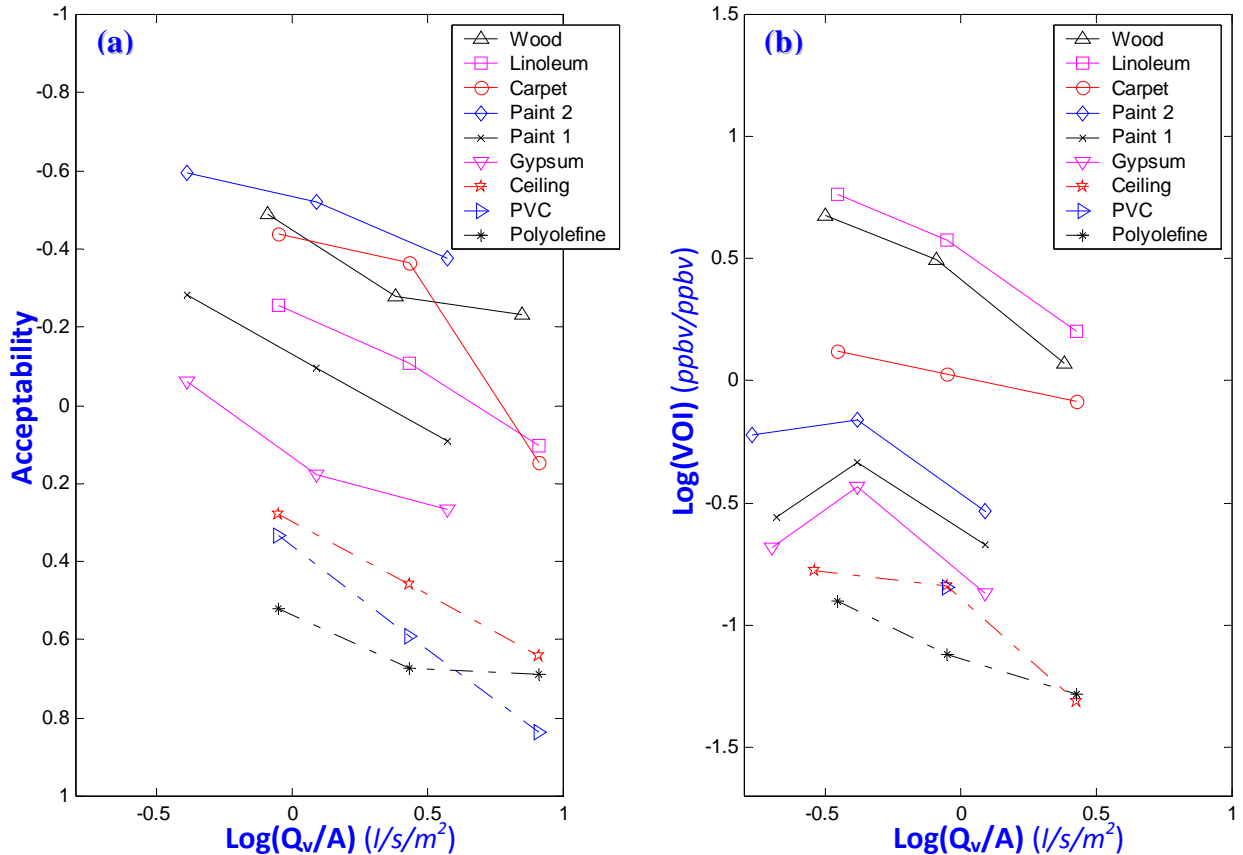 (a)
Wood
Linoleum
Carpet
Paint 2
Paint 1
Gypsum
Ceiling
PVC
Polyolefine
-1
-0.8
-0.6
-0.4
-0.2
0
0.2
0.4
0.6
0.8
1
Acceptability
-0.5
0
0.5
1
Log(Qᵥ/A) (l/s/m²)
(b)
Wood
Linoleum
Carpet
Paint 2
Paint 1
Gypsum
Ceiling
PVC
Polyolefine
1.5
1
0.5
0
-0.5
-1
-1.5
Log(VOI) (ppbv/ppbv)
-0.5
0
0.5
1
Log(Qᵥ/A) (l/s/m²)